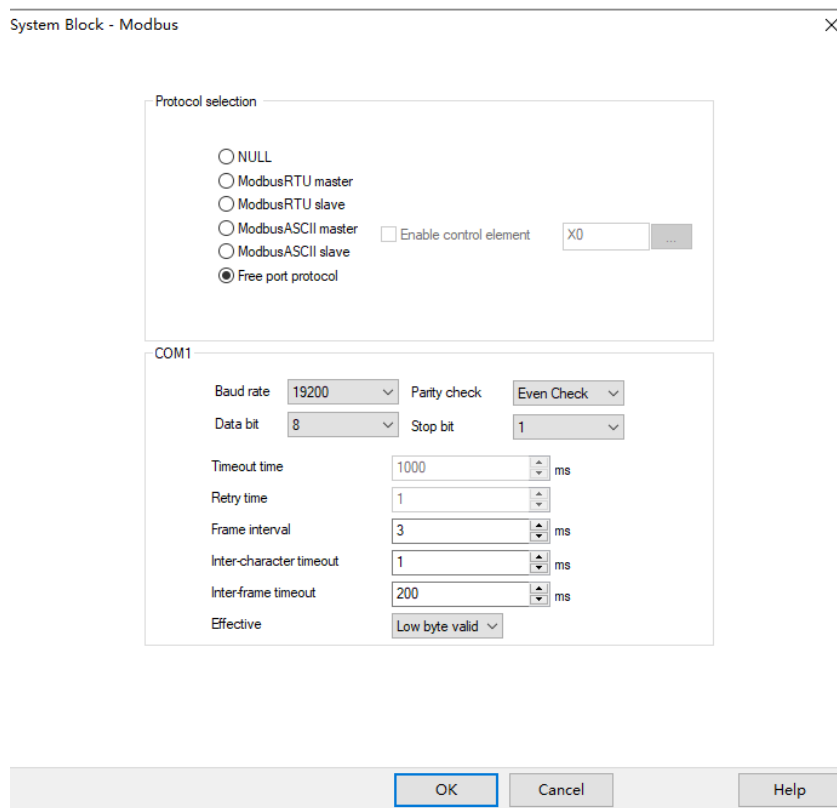 System Block - Modbus
Protocol selection
NULL
ModbusRTU master
ModbusRTU slave
ModbusASCII master
Enable control element
X0
...
ModbusASCII slave
Free port protocol
COM1
Baud rate 19200 Parity check Even Check
Data bit 8 Stop bit 1
Timeout time 1000 ms
Retry time 1
Frame interval 3 ms
Inter-character timeout 1 ms
Inter-frame timeout 200 ms
Effective Low byte valid
OK Cancel Help